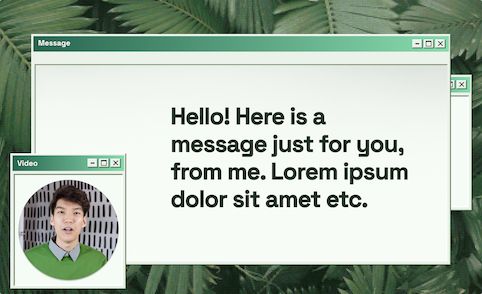 Message
Hello! Here is a
message just for you,
from me. Lorem ipsum
dolor sit amet etc.
Video